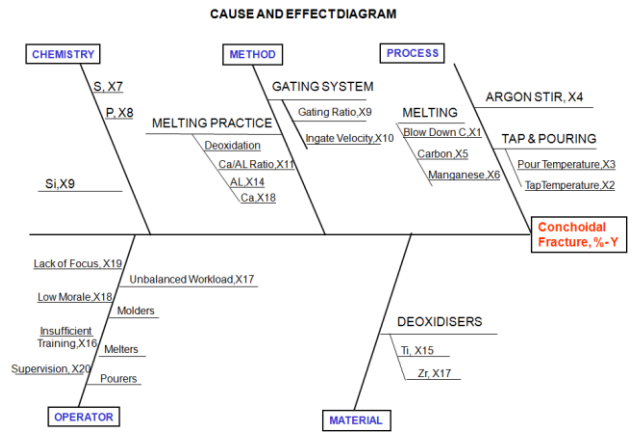 CAUSE AND EFFECT DIAGRAM
CHEMISTRY
METHOD
PROCESS
S, X7
P, X8
Si,X9
GATING SYSTEM
Gating Ratio,X9
Ingate Velocity,X10
MELTING PRACTICE
Deoxidation
Ca/AL Ratio,X11
AL,X14
Ca,X18
ARGON STIR, X4
MELTING
Blow Down C,X1
Carbon,X5
Manganese,X6
TAP & POURING
Pour Temperature,X3
TapTemperature,X2
Conchoidal
Fracture, %-Y
Lack of Focus, X19
Unbalanced Workload,X17
Low Morale,X18
Molders
Insufficient
Training,X16
Melters
Supervision, X20
Pourers
DEOXIDISERS
Ti, X15
Zr, X17
OPERATOR
MATERIAL